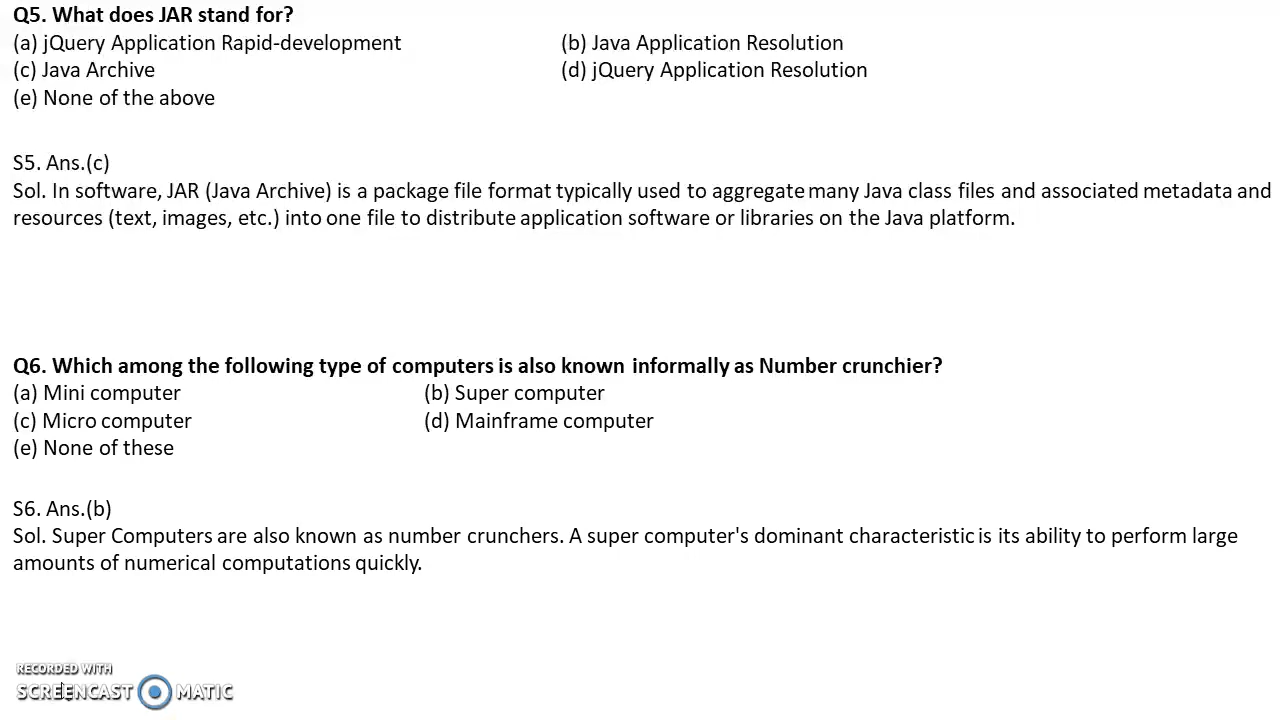 Q5. What does JAR stand for?
(a) jQuery Application Rapid-development (b) Java Application Resolution
(c) Java Archive (d) jQuery Application Resolution
(e) None of the above
S5. Ans.(c)
Sol. In software, JAR (Java Archive) is a package file format typically used to aggregate many Java class files and associated metadata and
resources (text, images, etc.) into one file to distribute application software or libraries on the Java platform.
Q6. Which among the following type of computers is also known informally as Number crunchier?
(a) Mini computer (b) Super computer
(c) Micro computer (d) Mainframe computer
(e) None of these
S6. Ans.(b)
Sol. Super Computers are also known as number crunchers. A super computer's dominant characteristic is its ability to perform large
amounts of numerical computations quickly.
RECORDED WITH
SCREENCAST MATIC